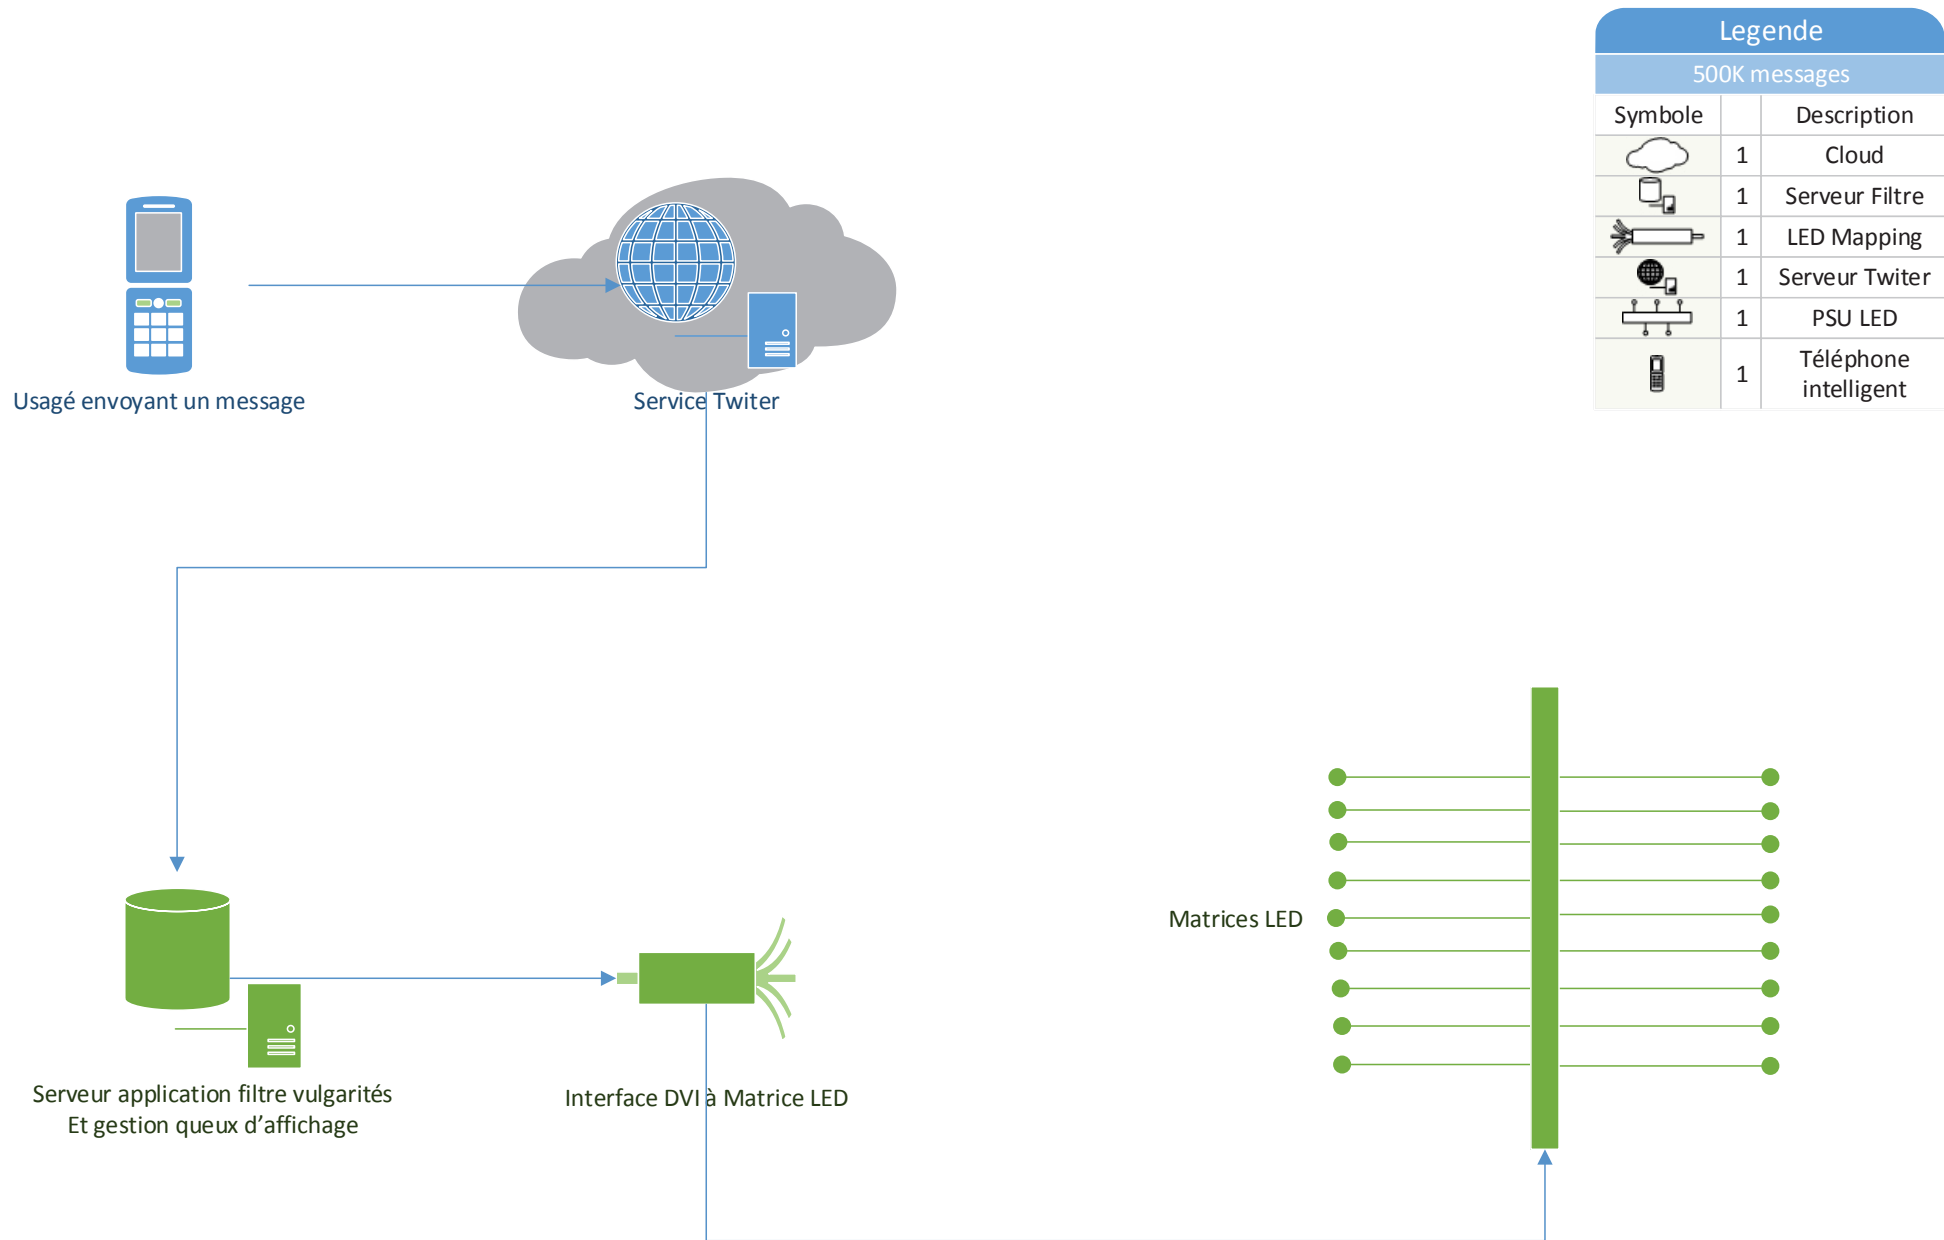 Legende
500K messages
Symbole Description
1 Cloud
1 Serveur Filtre
1 LED Mapping
1 Serveur Twiter
1 PSU LED
1 Téléphone
intelligent
Usagé envoyant un message
Service Twiter
Matrices LED
Serveur application filtre vulgarités
Et gestion queux d’affichage
Interface DVI à Matrice LED